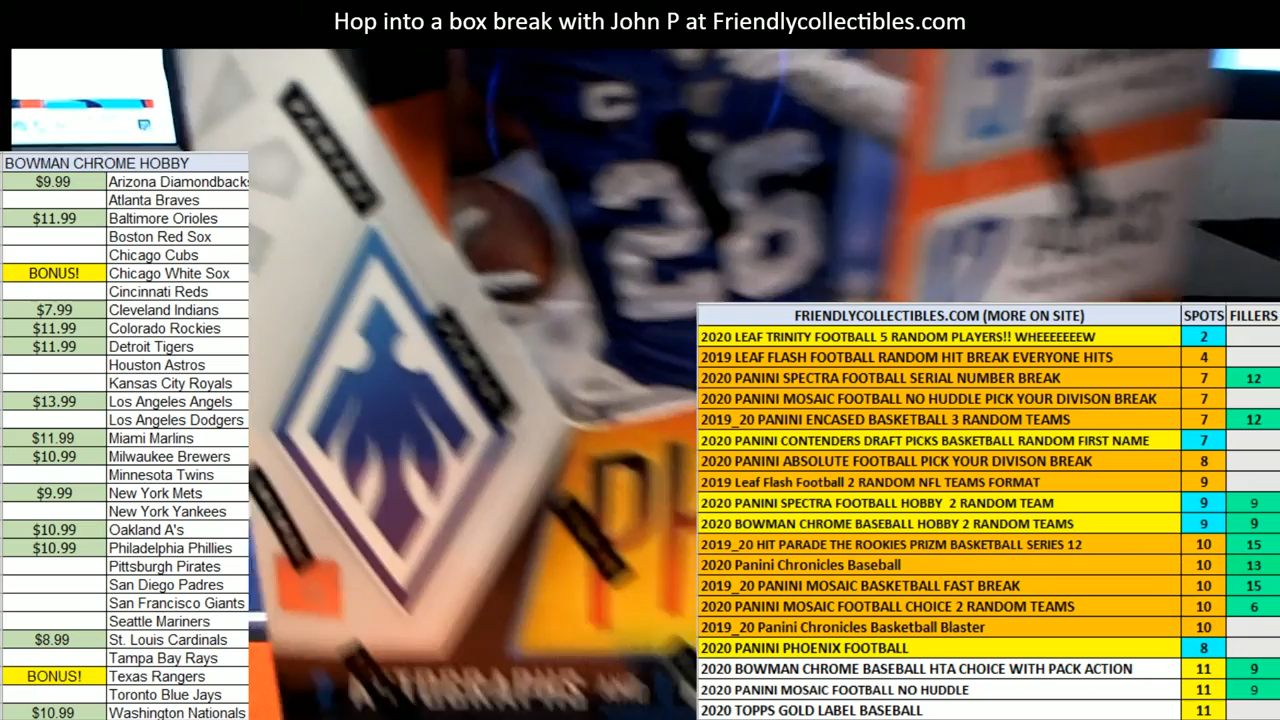 Hop into a box break with John P at Friendlycollectibles.com
BOWMAN CHROME HOBBY
$9.99 Arizona Diamondbacks
Atlanta Braves
$11.99 Baltimore Orioles
Boston Red Sox
Chicago Cubs
BONUS! Chicago White Sox
Cincinnati Reds
$7.99 Cleveland Indians
$11.99 Colorado Rockies
$11.99 Detroit Tigers
Houston Astros
Kansas City Royals
$13.99 Los Angeles Angels
Los Angeles Dodgers
$11.99 Miami Marlins
$10.99 Milwaukee Brewers
Minnesota Twins
$9.99 New York Mets
New York Yankees
$10.99 Oakland A's
$10.99 Philadelphia Phillies
Pittsburgh Pirates
San Diego Padres
San Francisco Giants
Seattle Mariners
$8.99 St. Louis Cardinals
Tampa Bay Rays
BONUS! Texas Rangers
Toronto Blue Jays
$10.99 Washington Nationals
C
26
FRIENDLYCOLLECTIBLES.COM (MORE ON SITE) SPOTS FILLERS
2020 LEAF TRINITY FOOTBALL 5 RANDOM PLAYERS!! WHEEEEEEW 2
2019 LEAF FLASH FOOTBALL RANDOM HIT BREAK EVERYONE HITS 4
2020 PANINI SPECTRA FOOTBALL SERIAL NUMBER BREAK 7 12
2020 PANINI MOSAIC FOOTBALL NO HUDDLE PICK YOUR DIVISON BREAK 7
2019_20 PANINI ENCASED BASKETBALL 3 RANDOM TEAMS 7 12
2020 PANINI CONTENDERS DRAFT PICKS BASKETBALL RANDOM FIRST NAME 7
2020 PANINI ABSOLUTE FOOTBALL PICK YOUR DIVISON BREAK 8
2019 Leaf Flash Football 2 RANDOM NFL TEAMS FORMAT 9
2020 PANINI SPECTRA FOOTBALL HOBBY 2 RANDOM TEAM 9 9
2020 BOWMAN CHROME BASEBALL HOBBY 2 RANDOM TEAMS 9 9
2019_20 HIT PARADE THE ROOKIES PRIZM BASKETBALL SERIES 12 10 15
2020 Panini Chronicles Baseball 10 13
2019_20 PANINI MOSAIC BASKETBALL FAST BREAK 10 15
2020 PANINI MOSAIC FOOTBALL CHOICE 2 RANDOM TEAMS 10 6
2019_20 Panini Chronicles Basketball Blaster 10
2020 PANINI PHOENIX FOOTBALL 8
2020 BOWMAN CHROME BASEBALL HTA CHOICE WITH PACK ACTION 11 9
2020 PANINI MOSAIC FOOTBALL NO HUDDLE 11 9
2020 TOPPS GOLD LABEL BASEBALL 11